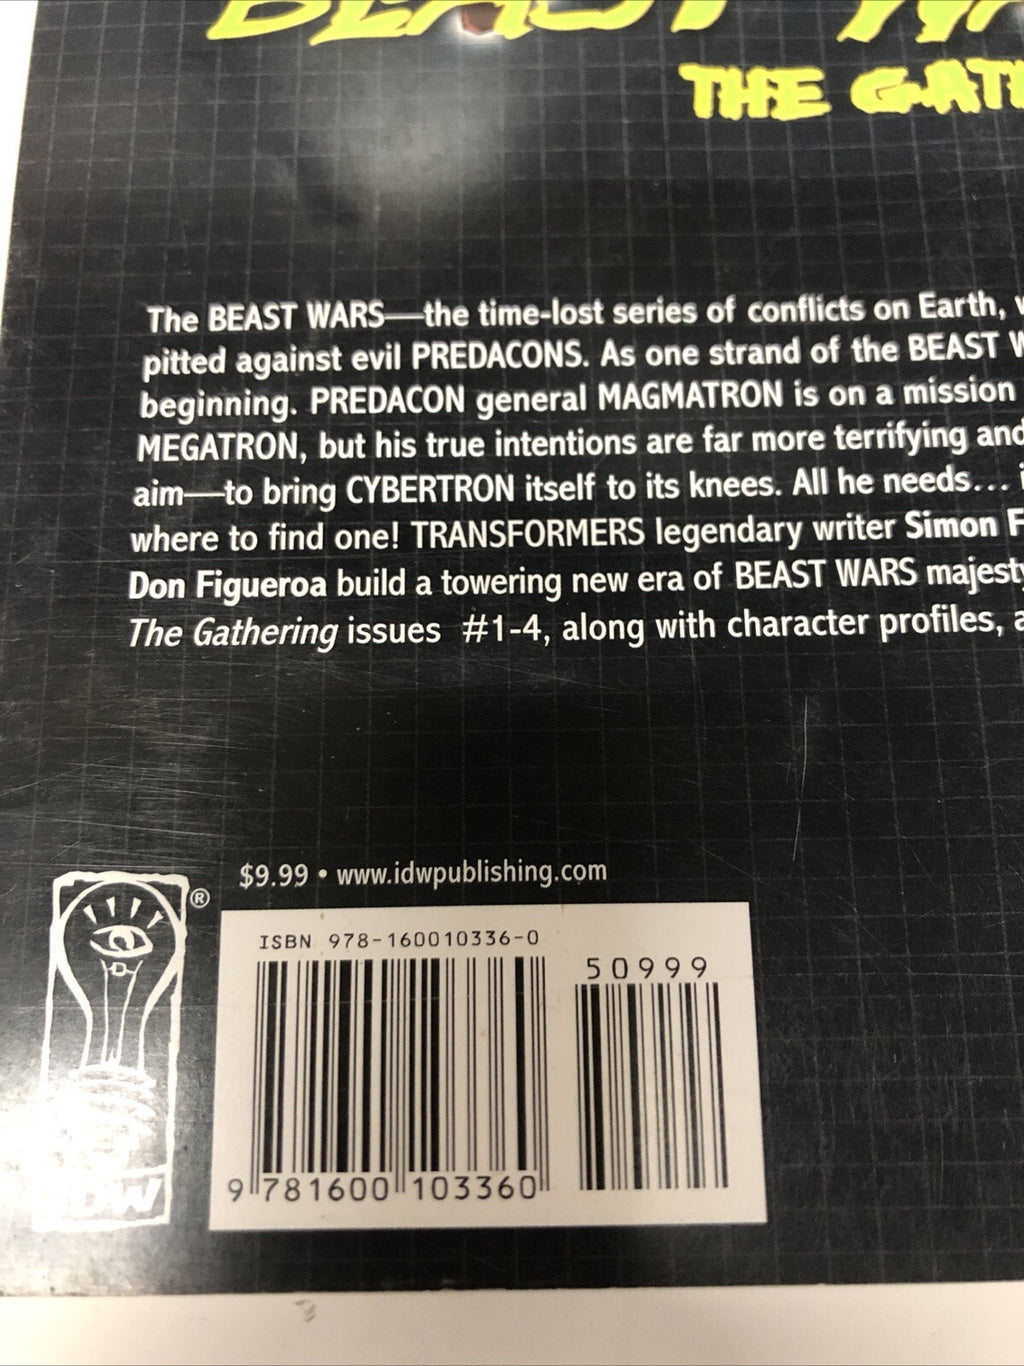 BEAST WA
THE GATH
The BEAST WARS—the time-lost series of conflicts on Earth,
pitted against evil PREDACONS. As one strand of the BEAST W
beginning. PREDACON general MAGMATRON is on a mission
MEGATRON, but his true intentions are far more terrifying and
aim—to bring CYBERTRON itself to its knees. All he needs...
where to find one! TRANSFORMERS legendary writer Simon F
Don Figueroa build a towering new era of BEAST WARS majesty
The Gathering issues #1-4, along with character profiles, a
$9.99 • www.idwpublishing.com
®
ISBN 978-160010336-0
50999
9 781600 103360
IDW